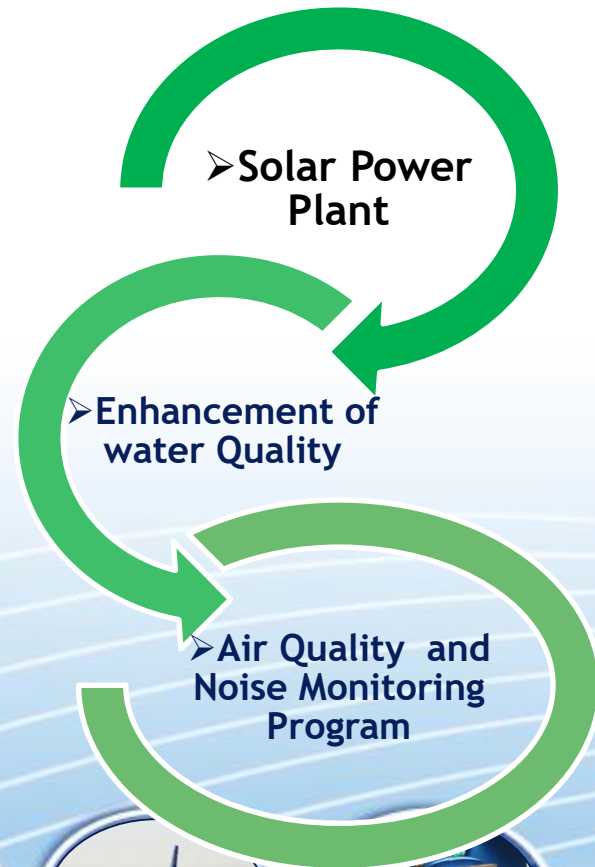 ➢Solar Power
Plant
➢Enhancement of
water Quality
➢Air Quality and
Noise Monitoring
Program